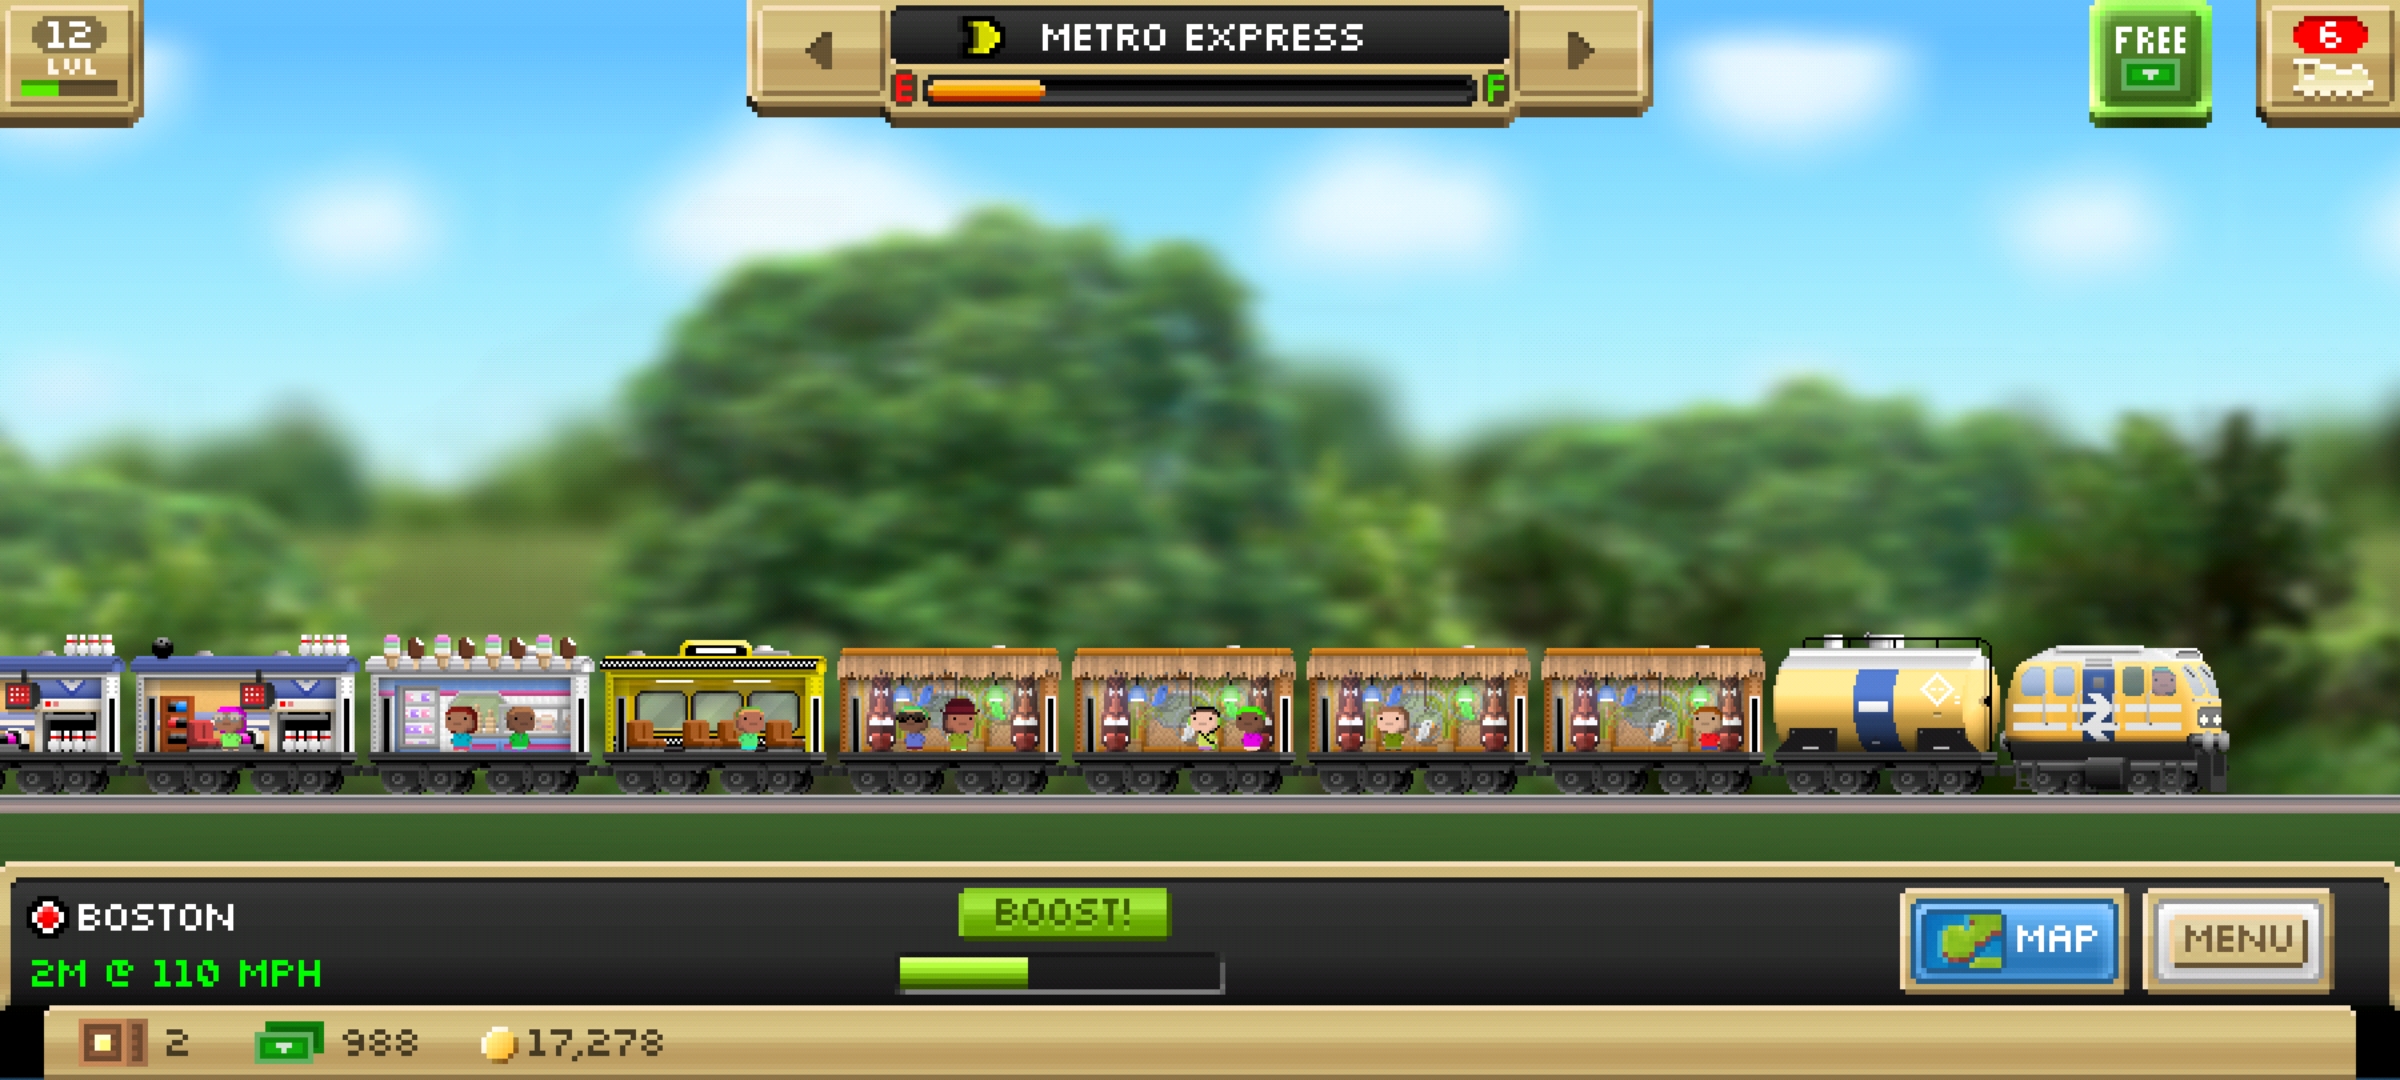 12
LVL
METRO EXPRESS
E F
FREE
6
BOSTON
2M @ 110 MPH
BOOST!
MAP
MENU
2
988
17,278